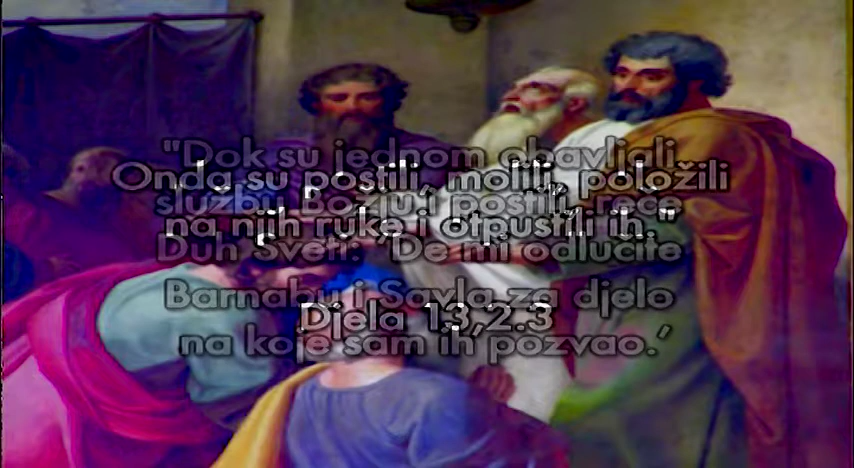 "Dok su jednom obavljali
službu Božju i postili, reče
Duh Sveti: 'De mi odlučite
Barnabu i Savla za djelo
na koje sam ih pozvao.'
Onda su postili, molili, položili
na njih ruke i otpustili ih."
Djela 13,2.3